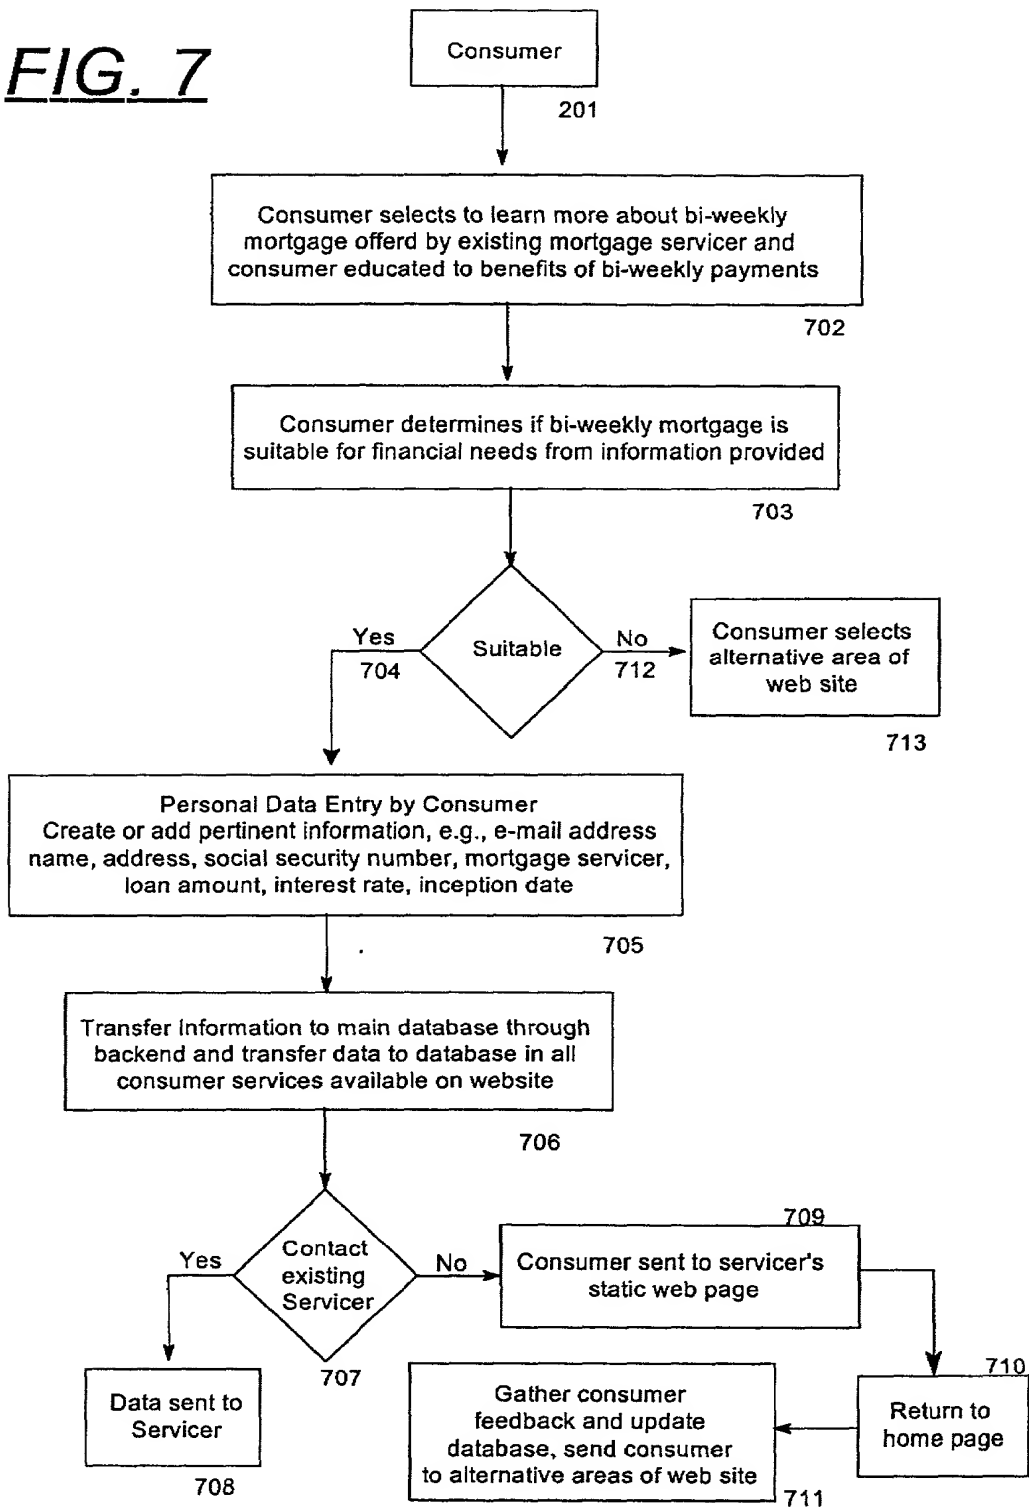 FIG. 7
Consumer
201
Consumer selects to learn more about bi-weekly
mortgage offerd by existing mortgage servicer and
consumer educated to benefits of bi-weekly payments
702
Consumer determines if bi-weekly mortgage is
suitable for financial needs from information provided
703
Suitable
Yes
704
No
712
Consumer selects
alternative area of
web site
713
Personal Data Entry by Consumer
Create or add pertinent information, e.g., e-mail address
name, address, social security number, mortgage servicer,
loan amount, interest rate, inception date
705
Transfer Information to main database through
backend and transfer data to database in all
consumer services available on website
706
Contact
existing
Servicer
707
Yes
No
Data sent to
Servicer
708
709
Consumer sent to servicer's
static web page
710
Return to
home page
Gather consumer
feedback and update
database, send consumer
to alternative areas of web site
711